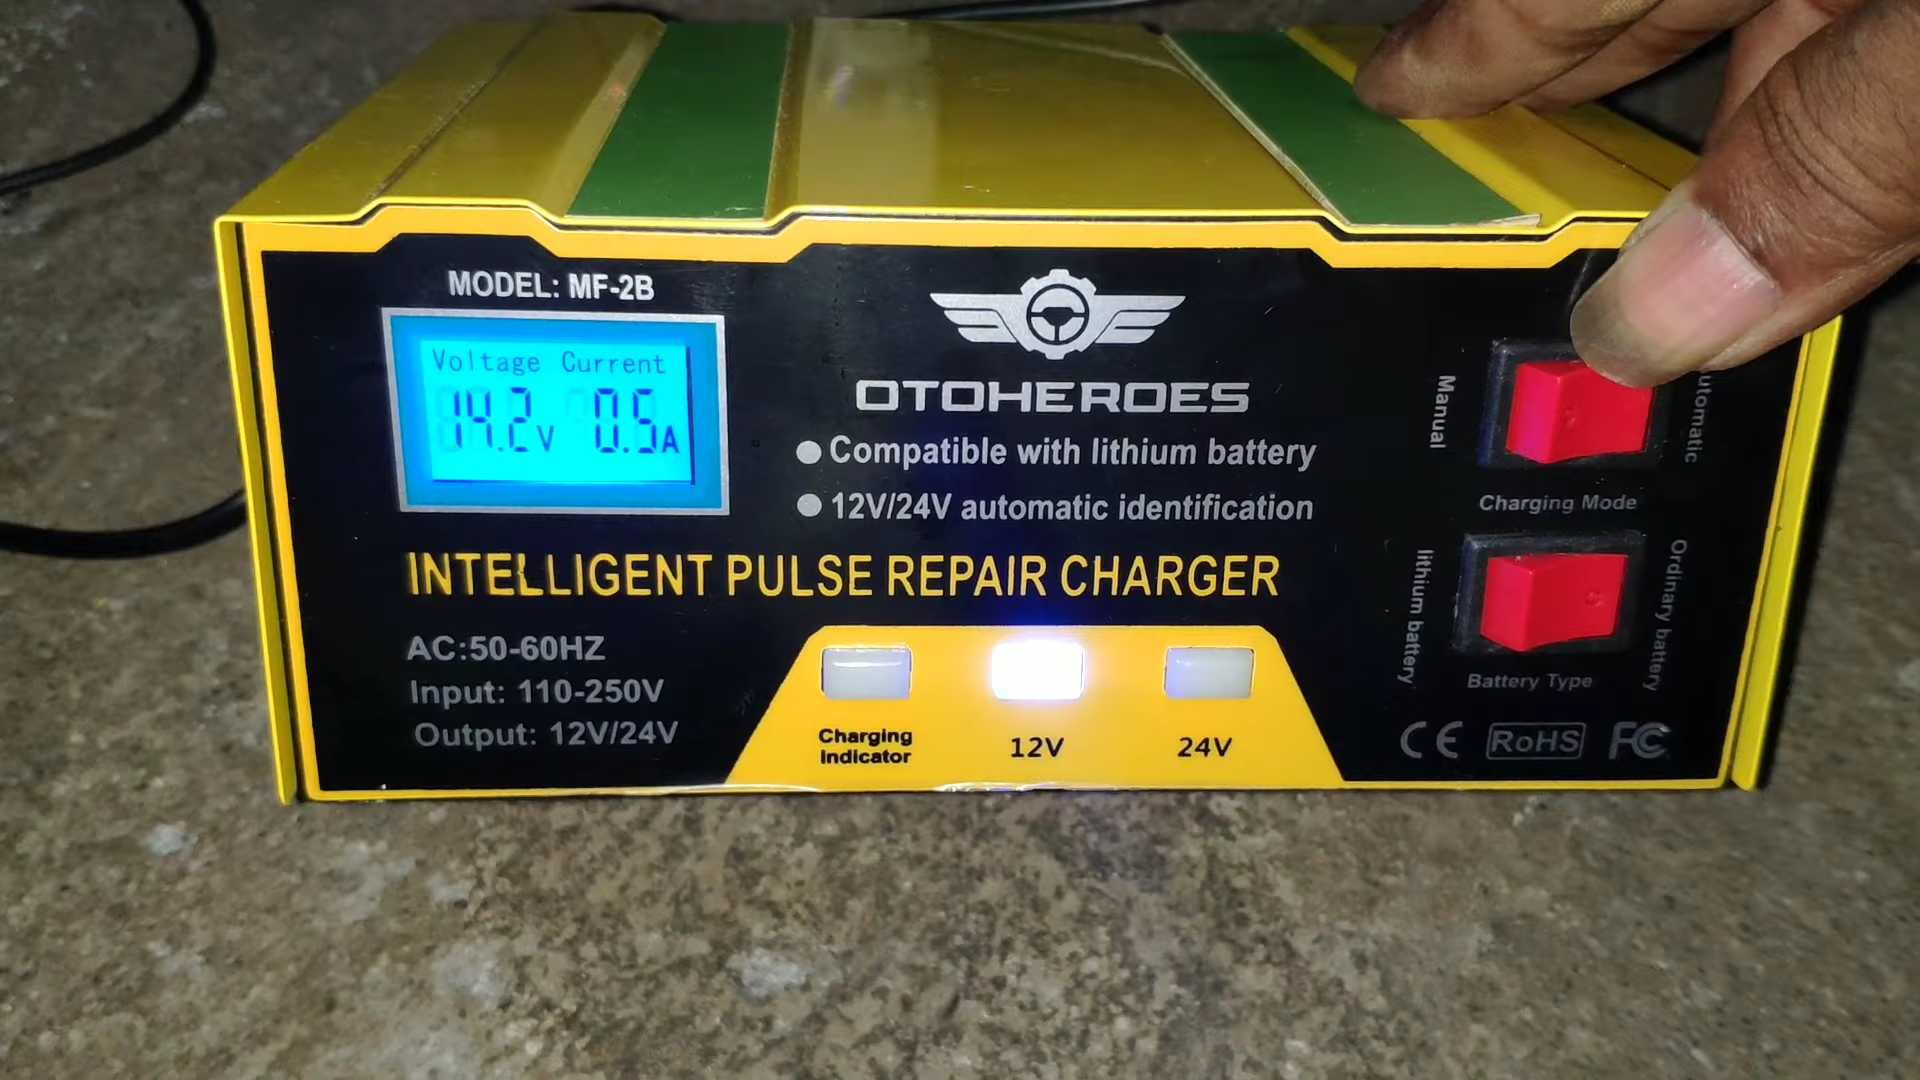 MODEL: MF-2B
Voltage Current
14.2V 0.5A
OTOHEROES
Compatible with lithium battery
12V/24V automatic identification
INTELLIGENT PULSE REPAIR CHARGER
AC:50-60HZ
Input: 110-250V
Output: 12V/24V
Charging
Indicator
12V
24V
Manual
Charging Mode
lithium battery
Ordinary battery
Battery Type
CE RoHS FC